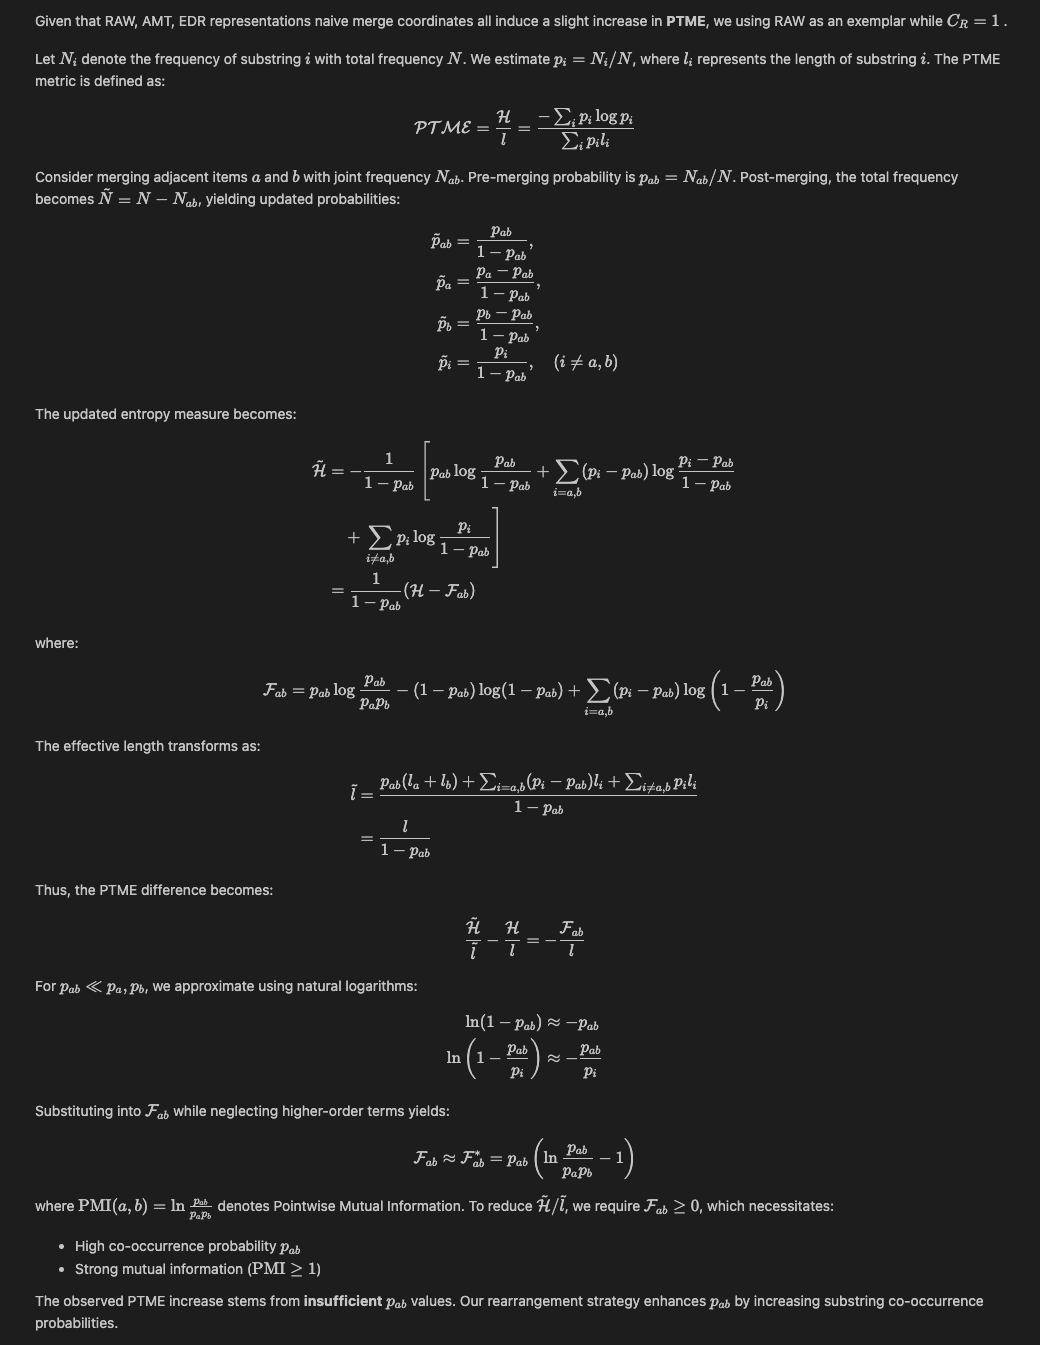 Given that RAW, AMT, EDR representations naive merge coordinates all induce a slight increase in PTME, we using RAW as an exemplar while $C_R = 1$ .
Let $N_i$ denote the frequency of substring $i$ with total frequency $N$. We estimate $p_i = N_i/N$, where $l_i$ represents the length of substring $i$. The PTME
metric is defined as:
$\mathcal{PTME} = \frac{\mathcal{H}}{l} = \frac{-\sum_i p_i \log p_i}{\sum_i p_i l_i}$
Consider merging adjacent items $a$ and $b$ with joint frequency $N_{ab}$. Pre-merging probability is $p_{ab} = N_{ab}/N$. Post-merging, the total frequency
becomes $\tilde{N} = N - N_{ab}$, yielding updated probabilities:
$\tilde{p}_{ab} = \frac{p_{ab}}{1 - p_{ab}},$
$\tilde{p}_a = \frac{p_a - p_{ab}}{1 - p_{ab}},$
$\tilde{p}_b = \frac{p_b - p_{ab}}{1 - p_{ab}},$
$\tilde{p}_i = \frac{p_i}{1 - p_{ab}}, \quad (i \neq a, b)$
The updated entropy measure becomes:
$\tilde{\mathcal{H}} = -\frac{1}{1 - p_{ab}} \left[ p_{ab} \log \frac{p_{ab}}{1 - p_{ab}} + \sum_{i=a,b} (p_i - p_{ab}) \log \frac{p_i - p_{ab}}{1 - p_{ab}} \right.$
$\left. + \sum_{i \neq a,b} p_i \log \frac{p_i}{1 - p_{ab}} \right]$
$= \frac{1}{1 - p_{ab}} (\mathcal{H} - \mathcal{F}_{ab})$
where:
$\mathcal{F}_{ab} = p_{ab} \log \frac{p_{ab}}{p_a p_b} - (1 - p_{ab}) \log(1 - p_{ab}) + \sum_{i=a,b} (p_i - p_{ab}) \log \left( 1 - \frac{p_{ab}}{p_i} \right)$
The effective length transforms as:
$\tilde{l} = \frac{p_{ab}(l_a + l_b) + \sum_{i=a,b} (p_i - p_{ab}) l_i + \sum_{i \neq a,b} p_i l_i}{1 - p_{ab}}$
$= \frac{l}{1 - p_{ab}}$
Thus, the PTME difference becomes:
$\frac{\tilde{\mathcal{H}}}{\tilde{l}} - \frac{\mathcal{H}}{l} = -\frac{\mathcal{F}_{ab}}{l}$
For $p_{ab} \ll p_a, p_b$, we approximate using natural logarithms:
$\ln(1 - p_{ab}) \approx -p_{ab}$
$\ln \left( 1 - \frac{p_{ab}}{p_i} \right) \approx -\frac{p_{ab}}{p_i}$
Substituting into $\mathcal{F}_{ab}$ while neglecting higher-order terms yields:
$\mathcal{F}_{ab} \approx \mathcal{F}^*_{ab} = p_{ab} \left( \ln \frac{p_{ab}}{p_a p_b} - 1 \right)$
where $\mathrm{PMI}(a, b) = \ln \frac{p_{ab}}{p_a p_b}$ denotes Pointwise Mutual Information. To reduce $\tilde{\mathcal{H}}/\tilde{l}$, we require $\mathcal{F}_{ab} \geq 0$, which necessitates:
• High co-occurrence probability $p_{ab}$
• Strong mutual information ($\mathrm{PMI} \geq 1$)
The observed PTME increase stems from insufficient $p_{ab}$ values. Our rearrangement strategy enhances $p_{ab}$ by increasing substring co-occurrence
probabilities.